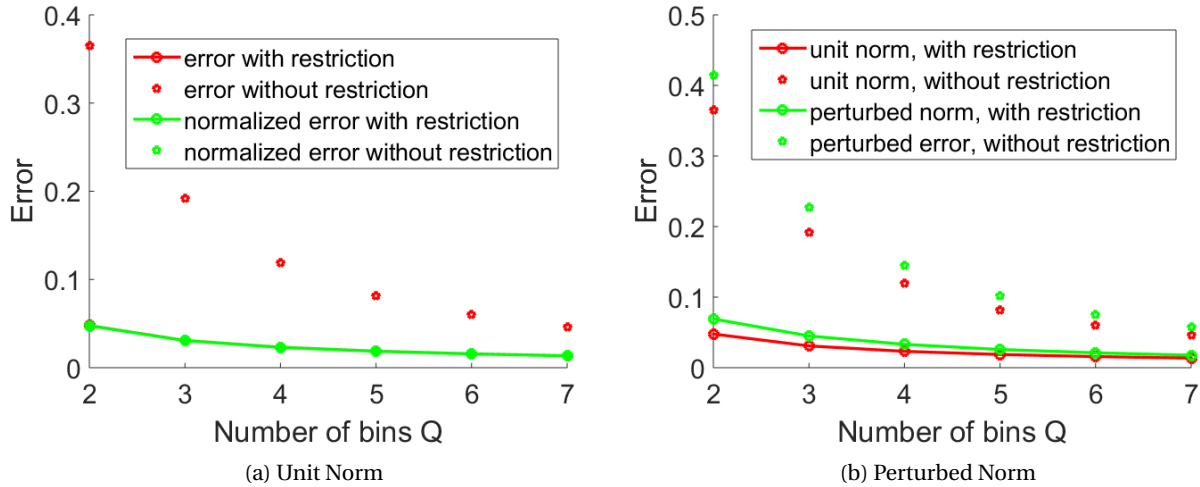 0.4
0.3
0.2
0.1
0
Error
error with restriction
error without restriction
normalized error with restriction
normalized error without restriction
2 3 4 5 6 7
Number of bins Q
(a) Unit Norm
0.5
0.4
0.3
0.2
0.1
0
Error
unit norm, with restriction
unit norm, without restriction
perturbed norm, with restriction
perturbed error, without restriction
2 3 4 5 6 7
Number of bins Q
(b) Perturbed Norm